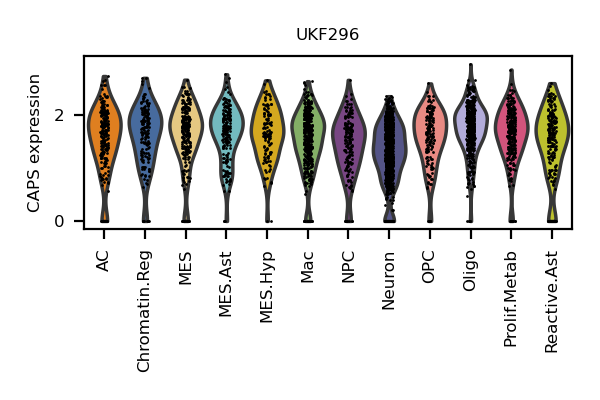 UKF296
CAPS expression
2
0
AC
Chromatin.Reg
MES
MES.Ast
MES.Hyp
Mac
NPC
Neuron
OPC
Oligo
Prolif.Metab
Reactive.Ast